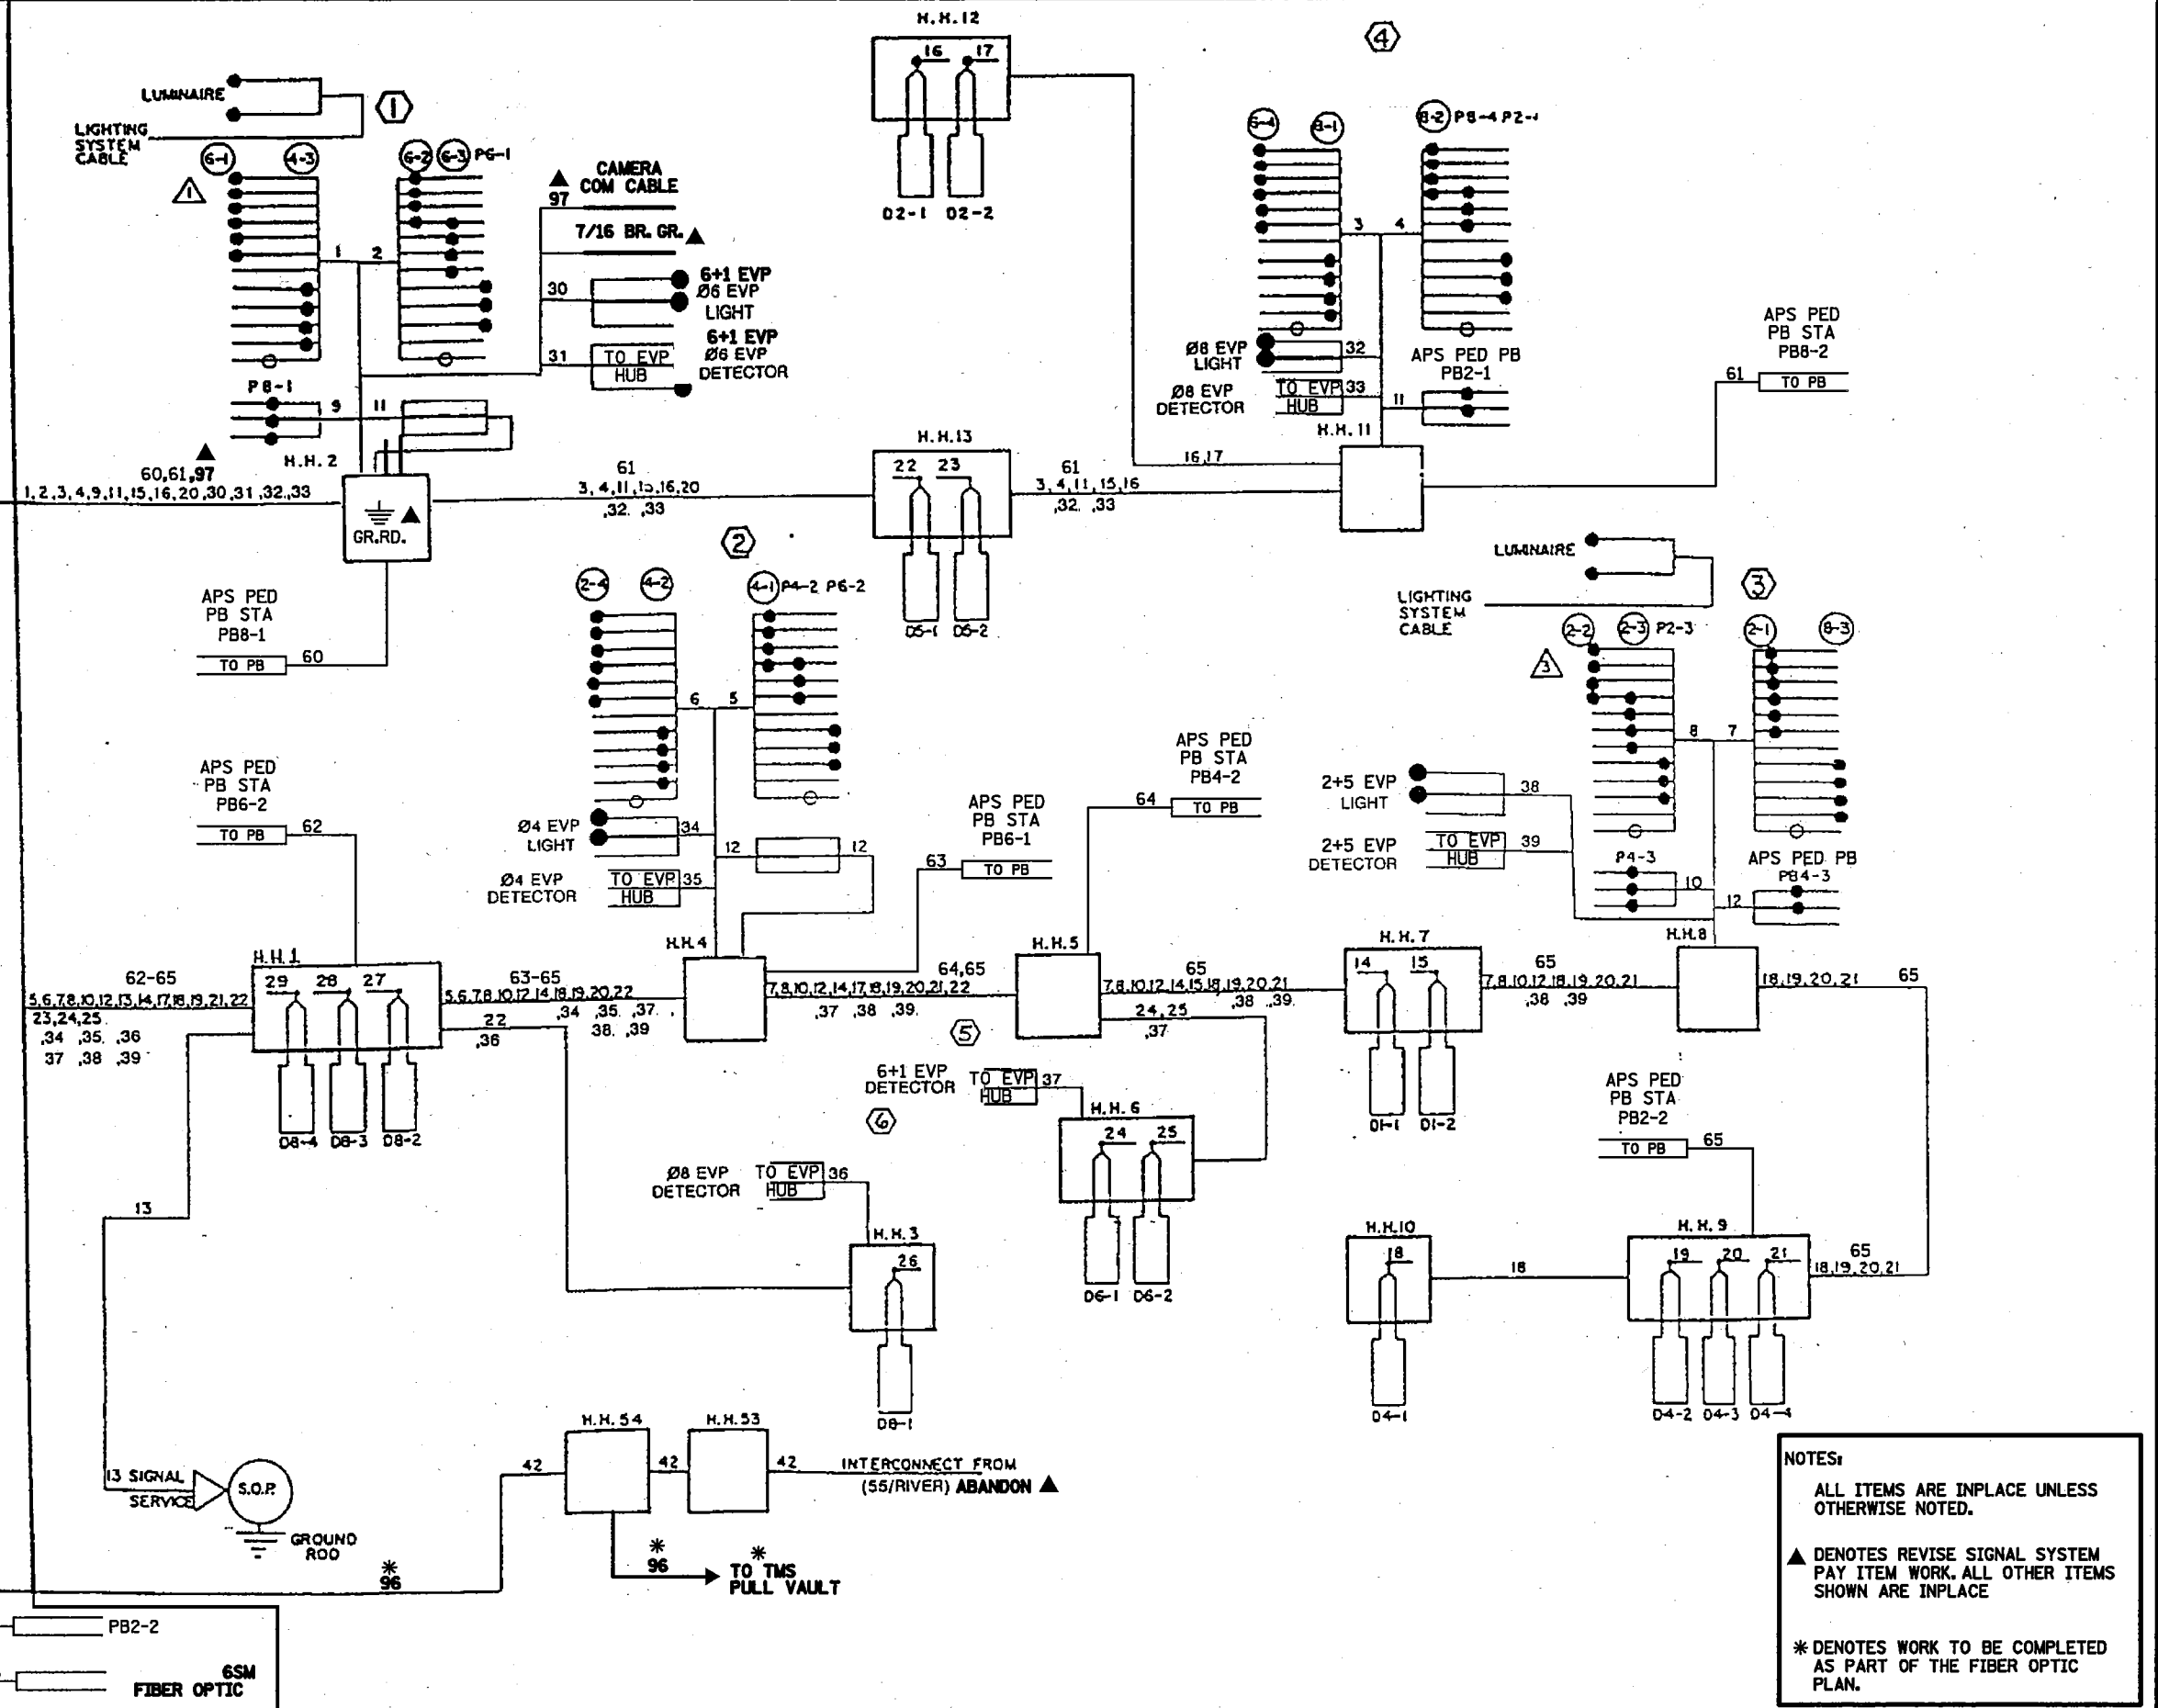 H.H.12
16 17
D2-1 D2-2
4
LUMINAIRE
LIGHTING
SYSTEM
CABLE
1
6-1 4-3 6-2 6-3 P6-1
1
1 2
CAMERA
COM CABLE
97
7/16 BR. GR.
30
6+1 EVP
Ø6 EVP
LIGHT
31
TO EVP
HUB
6+1 EVP
Ø6 EVP
DETECTOR
P8-1
9 11
H.H.2
60,61,97
1,2,3,4,9,11,15,16,20,30,31,32,33
GR.RD.
61
3,4,11,15,16,20
,32. ,33
H.H.13
22 23
D5-1 D5-2
61
3,4,11,15,16
,32. ,33
16,17
6-4 8-1 8-2 P8-4
3 4
Ø8 EVP
LIGHT
32
Ø8 EVP
DETECTOR
TO EVP
HUB
33
APS PED PB
PB2-1
11
H.H.11
APS PED
PB STA
PB8-2
61
TO PB
APS PED
PB STA
PB8-1
TO PB
60
2
2-4 4-2 4-1 P4-2 P6-2
6 5
Ø4 EVP
LIGHT
34
Ø4 EVP
DETECTOR
TO EVP
HUB
35
12 12
LUMINAIRE
LIGHTING
SYSTEM
CABLE
3
2-2 2-3 P2-3 2-1 8-3
3
8 7
2+5 EVP
LIGHT
38
2+5 EVP
DETECTOR
TO EVP
HUB
39
P4-3
10
APS PED PB
PB4-3
12
APS PED
PB STA
PB6-2
TO PB
62
APS PED
PB STA
PB6-1
63
TO PB
APS PED
PB STA
PB4-2
64
TO PB
H.H.1
29 28 27
D8-4 D8-3 D8-2
62-65
5,6,7,8,10,12,13,14,17,18,19,21,22
23,24,25
,34 ,35. ,36
37 ,38 ,39
63-65
5,6,7,8,10,12,14,18,19,20,22
,34 ,35. ,37.
38. ,39
22
,36
H.H.4
64,65
7,8,10,12,14,17,18,19,20,21,22
,37 ,38 ,39.
H.H.5
65
7,8,10,12,14,15,18,19,20,21
,38 ,39.
24,25
,37
H.H.7
14 15
D1-1 D1-2
65
7,8,10,12,18,19,20,21
,38 ,39
H.H.8
18,19,20,21 65
5
6+1 EVP
DETECTOR
TO EVP
HUB
37
6
H.H.6
24 25
D6-1 D6-2
Ø8 EVP
DETECTOR
TO EVP
HUB
36
H.H.3
26
D8-1
APS PED
PB STA
PB2-2
TO PB
65
H.H.10
18
D4-1
18
H.H.9
19 20 21
D4-2 D4-3 D4-4
65
18,19,20,21
13
13 SIGNAL
SERVICE
S.O.P.
GROUND
ROD
H.H.54
H.H.53
42 42 42
INTERCONNECT FROM
(55/RIVER) ABANDON
*
96
*
96
*
TO TMS
PULL VAULT
PB2-2
6SM
FIBER OPTIC
NOTES:
ALL ITEMS ARE INPLACE UNLESS
OTHERWISE NOTED.
DENOTES REVISE SIGNAL SYSTEM
PAY ITEM WORK. ALL OTHER ITEMS
SHOWN ARE INPLACE
* DENOTES WORK TO BE COMPLETED
AS PART OF THE FIBER OPTIC
PLAN.